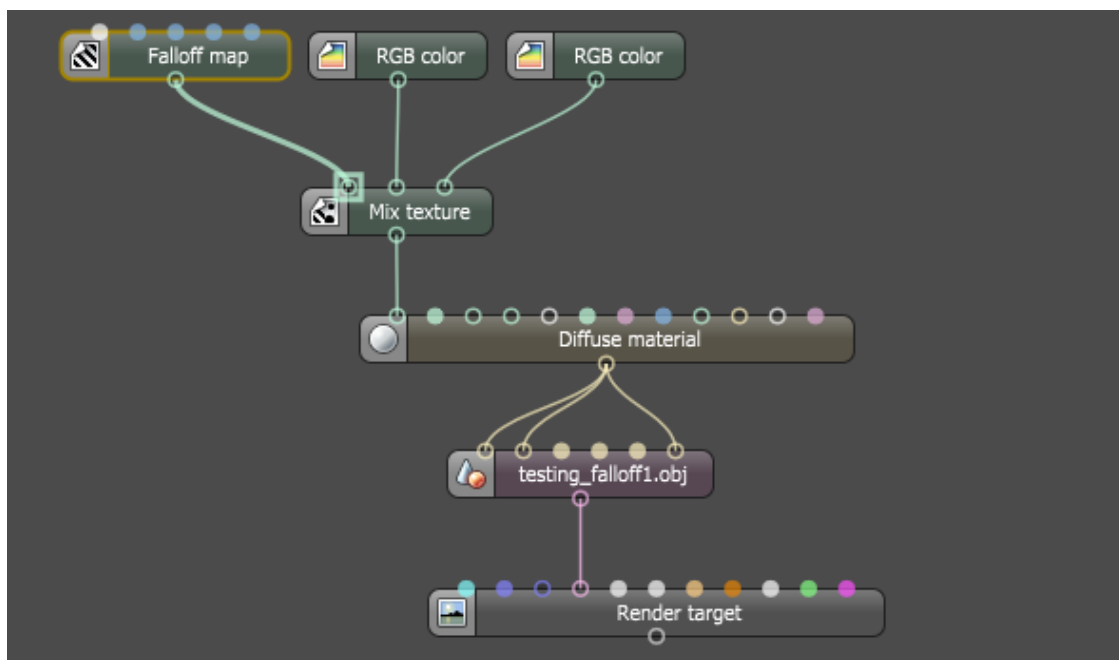 Falloff map
RGB color
RGB color
Mix texture
Diffuse material
testing_falloff1.obj
Render target